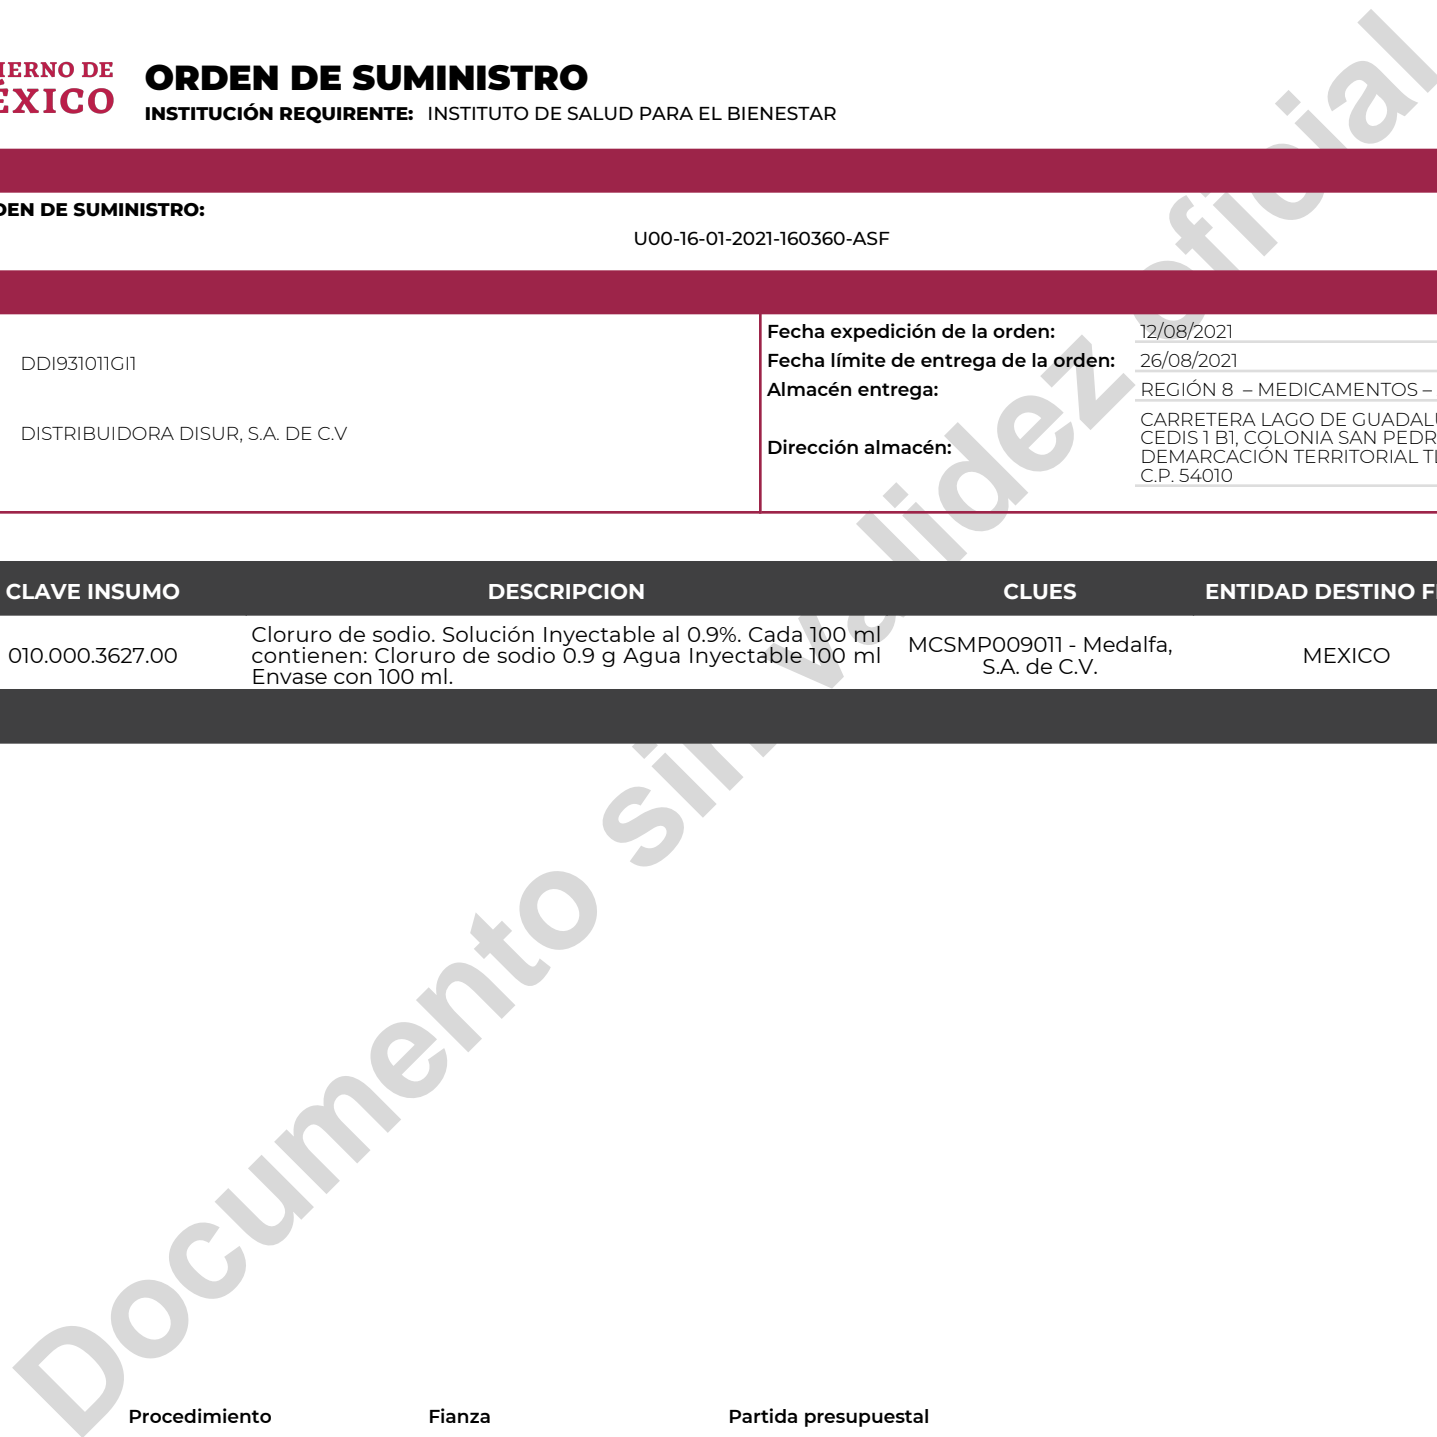 IERNO DE
ÉXICO
ORDEN DE SUMINISTRO
INSTITUCIÓN REQUIRENTE: INSTITUTO DE SALUD PARA EL BIENESTAR
DEN DE SUMINISTRO:
U00-16-01-2021-160360-ASF
DDI931011GI1
DISTRIBUIDORA DISUR, S.A. DE C.V
Fecha expedición de la orden: 12/08/2021
Fecha límite de entrega de la orden: 26/08/2021
Almacén entrega: REGIÓN 8 – MEDICAMENTOS –
Dirección almacén:
CARRETERA LAGO DE GUADALU
CEDIS 1 B1, COLONIA SAN PEDR
DEMARCACIÓN TERRITORIAL TL
C.P. 54010
CLAVE INSUMO DESCRIPCION CLUES ENTIDAD DESTINO FI
010.000.3627.00
Cloruro de sodio. Solución Inyectable al 0.9%. Cada 100 ml
contienen: Cloruro de sodio 0.9 g Agua Inyectable 100 ml
Envase con 100 ml.
MCSMP009011 - Medalfa,
S.A. de C.V.
MEXICO
Documento sin validez oficial
Procedimiento Fianza Partida presupuestal